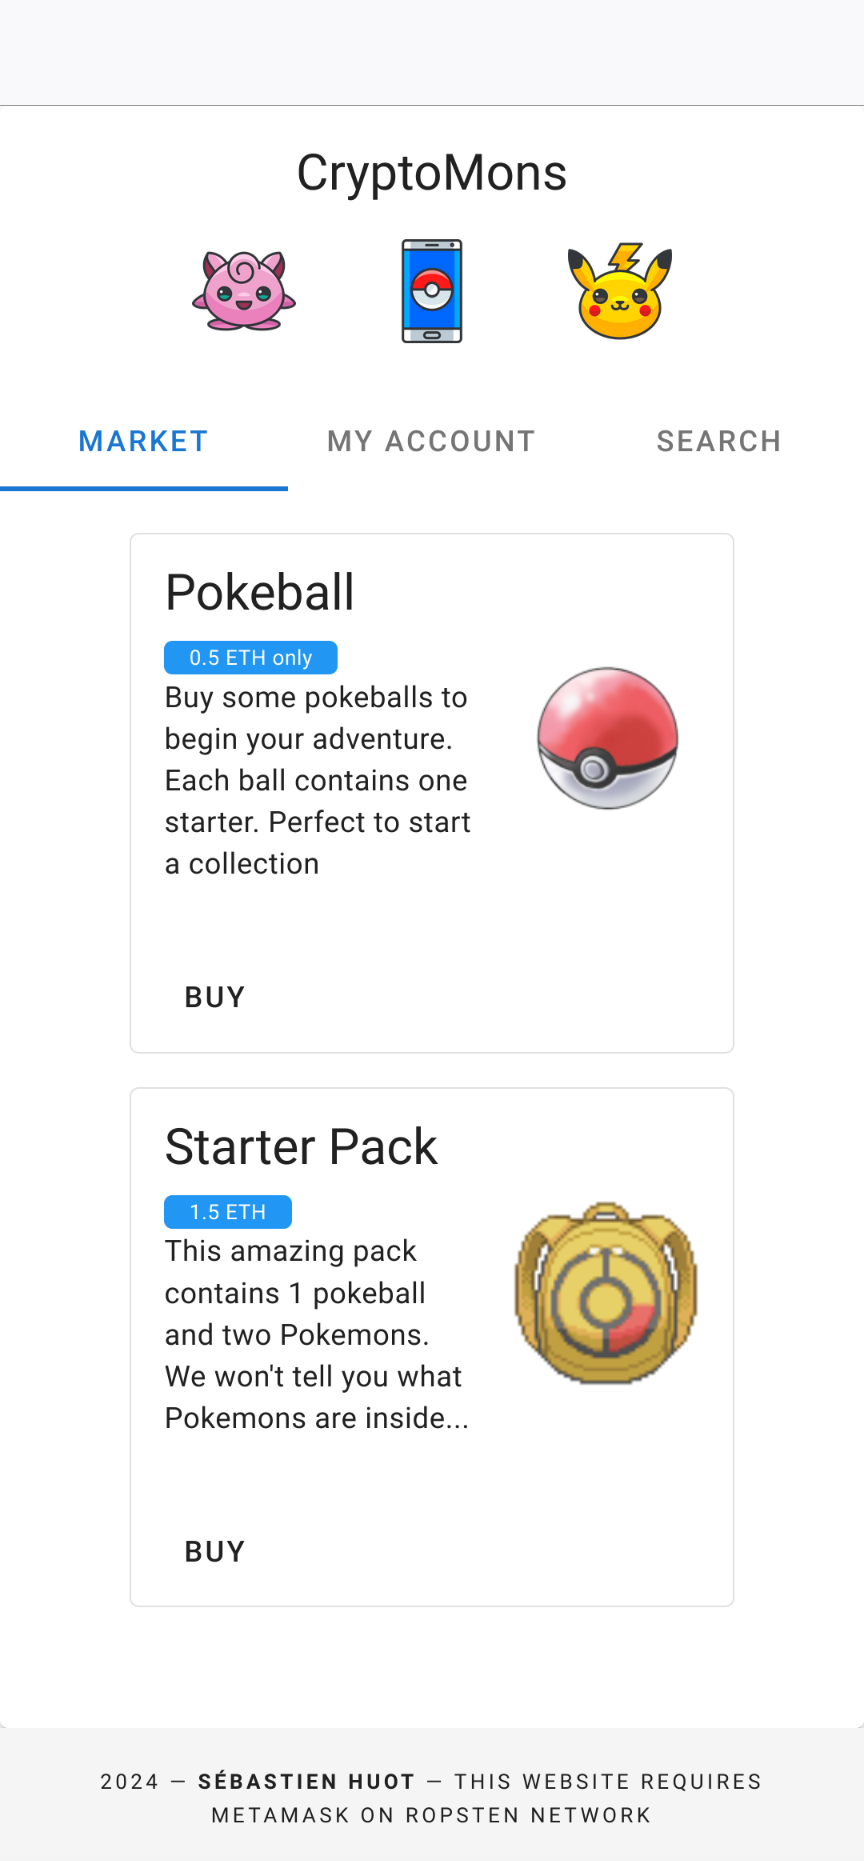 CryptoMons
MARKET
MY ACCOUNT
SEARCH
Pokeball
0.5 ETH only
Buy some pokeballs to
begin your adventure.
Each ball contains one
starter. Perfect to start
a collection
BUY
Starter Pack
1.5 ETH
This amazing pack
contains 1 pokeball
and two Pokemons.
We won't tell you what
Pokemons are inside...
BUY
2024 — SÉBASTIEN HUOT — THIS WEBSITE REQUIRES
METAMASK ON ROPSTEN NETWORK